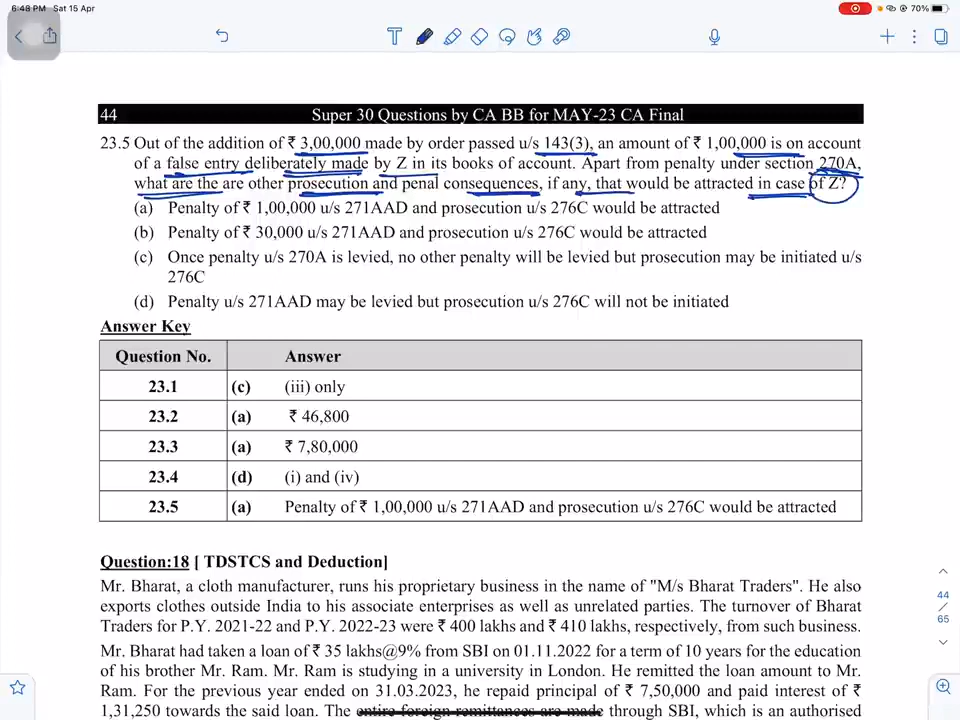 6:48 PM Sat 15 Apr
70%
44 Super 30 Questions by CA BB for MAY-23 CA Final
23.5 Out of the addition of ₹ 3,00,000 made by order passed u/s 143(3), an amount of ₹ 1,00,000 is on account
of a false entry deliberately made by Z in its books of account. Apart from penalty under section 270A,
what are the are other prosecution and penal consequences, if any, that would be attracted in case of Z?
(a) Penalty of ₹ 1,00,000 u/s 271AAD and prosecution u/s 276C would be attracted
(b) Penalty of ₹ 30,000 u/s 271AAD and prosecution u/s 276C would be attracted
(c) Once penalty u/s 270A is levied, no other penalty will be levied but prosecution may be initiated u/s
276C
(d) Penalty u/s 271AAD may be levied but prosecution u/s 276C will not be initiated
Answer Key
Question No. Answer
23.1 (c) (iii) only
23.2 (a) ₹ 46,800
23.3 (a) ₹ 7,80,000
23.4 (d) (i) and (iv)
23.5 (a) Penalty of ₹ 1,00,000 u/s 271AAD and prosecution u/s 276C would be attracted
Question:18 [ TDSTCS and Deduction]
Mr. Bharat, a cloth manufacturer, runs his proprietary business in the name of "M/s Bharat Traders". He also
exports clothes outside India to his associate enterprises as well as unrelated parties. The turnover of Bharat
Traders for P.Y. 2021-22 and P.Y. 2022-23 were ₹ 400 lakhs and ₹ 410 lakhs, respectively, from such business.
Mr. Bharat had taken a loan of ₹ 35 lakhs@9% from SBI on 01.11.2022 for a term of 10 years for the education
of his brother Mr. Ram. Mr. Ram is studying in a university in London. He remitted the loan amount to Mr.
Ram. For the previous year ended on 31.03.2023, he repaid principal of ₹ 7,50,000 and paid interest of ₹
1,31,250 towards the said loan. The entire foreign remittances are made through SBI, which is an authorised
44
/
65